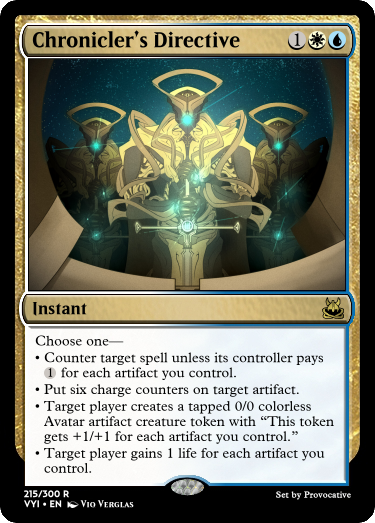 Chronicler's Directive 1
Instant
Choose one—
• Counter target spell unless its controller pays
1 for each artifact you control.
• Put six charge counters on target artifact.
• Target player creates a tapped 0/0 colorless
Avatar artifact creature token with “This token
gets +1/+1 for each artifact you control.”
• Target player gains 1 life for each artifact you
control.
215/300 R
VYI • EN Vio Verglas
Set by Provocative